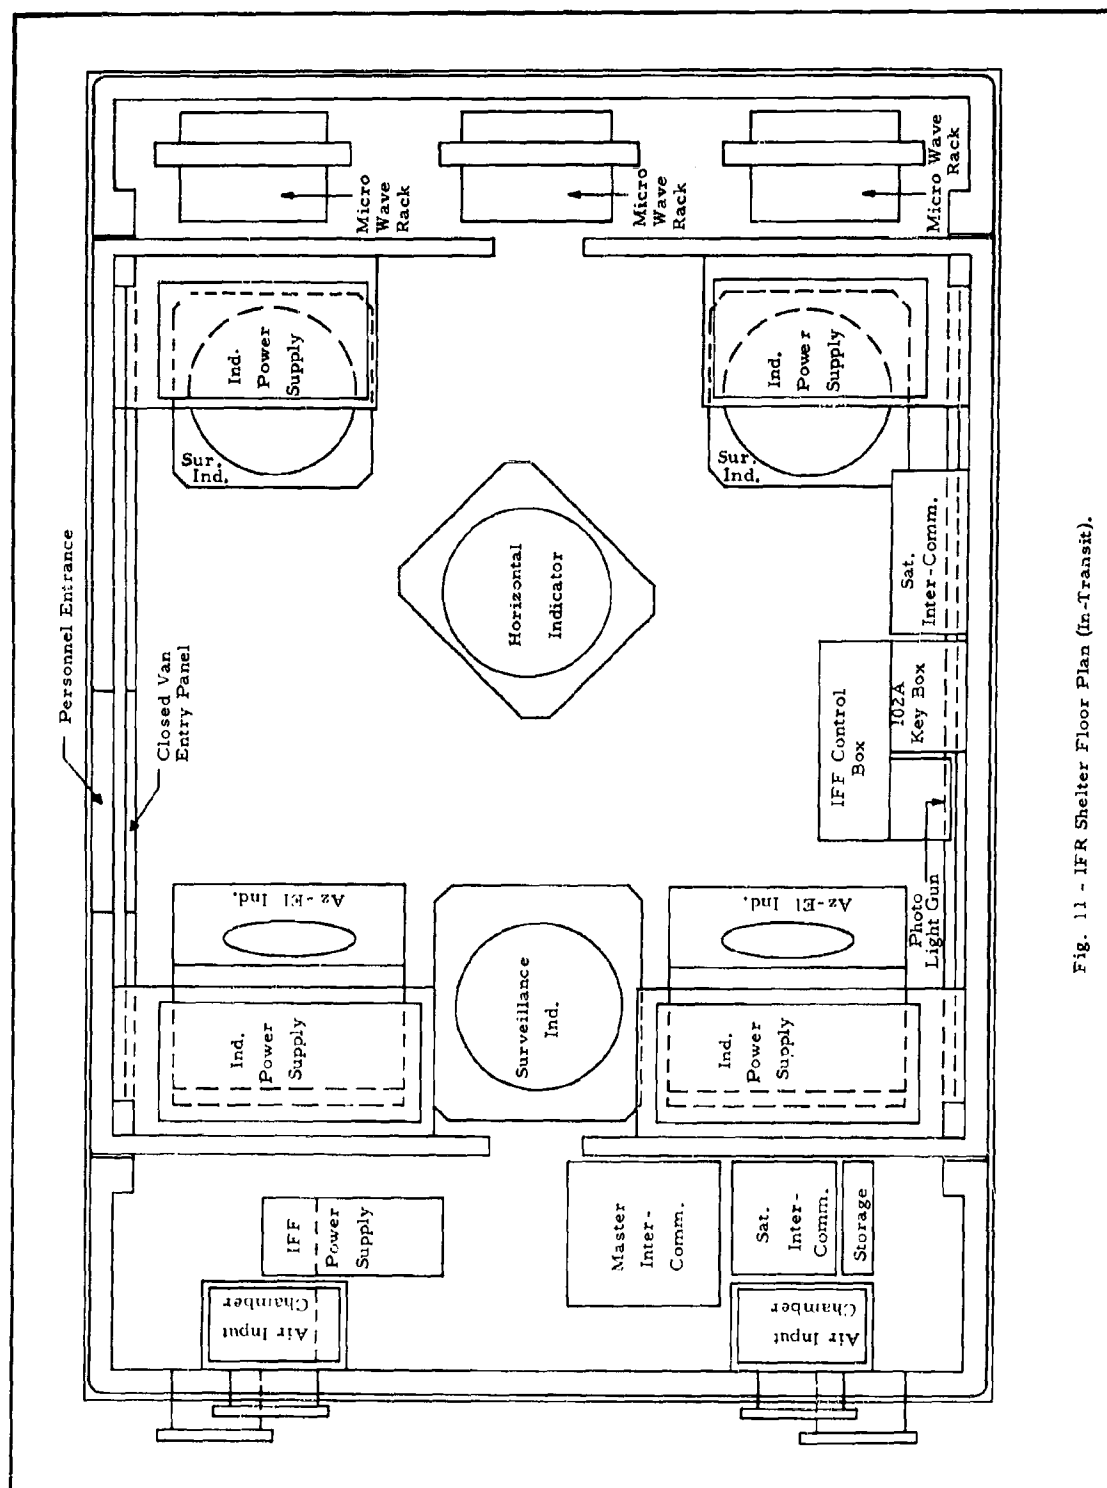 Personnel Entrance
Closed Van
Entry Panel
Air Input
Chamber
IFF
Power
Supply
Ind.
Power
Supply
Az-El Ind.
Sur.
Ind.
Ind.
Power
Supply
Micro
Wave
Rack
Surveillance
Ind.
Horizontal
Indicator
Micro
Wave
Rack
Master
Inter-
Comm.
Air Input
Chamber
Sat.
Inter-
Comm.
Storage
Ind.
Power
Supply
Az-El Ind.
Photo
Light Gun
IFF Control
Box
102A
Key Box
Sat.
Inter-Comm.
Sur.
Ind.
Ind.
Power
Supply
Micro Wave
Rack
Fig. 11 - IFR Shelter Floor Plan (In-Transit).